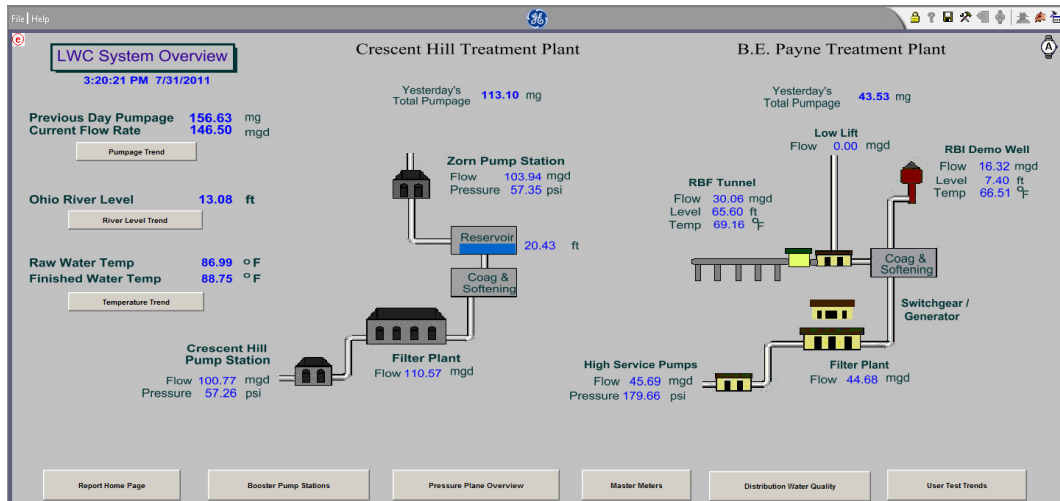 File | Help
LWC System Overview
3:20:21 PM 7/31/2011
Crescent Hill Treatment Plant
B.E. Payne Treatment Plant
Yesterday's Total Pumpage 113.10 mg
Yesterday's Total Pumpage 43.53 mg
Previous Day Pumpage 156.63 mg
Current Flow Rate 146.50 mgd
Pumpage Trend
Ohio River Level 13.08 ft
River Level Trend
Raw Water Temp 86.99 °F
Finished Water Temp 88.75 °F
Temperature Trend
Zorn Pump Station
Flow 103.94 mgd
Pressure 57.35 psi
Reservoir 20.43 ft
Coag & Softening
Filter Plant
Flow 110.57 mgd
Crescent Hill Pump Station
Flow 100.77 mgd
Pressure 57.26 psi
Low Lift
Flow 0.00 mgd
RBI Demo Well
Flow 16.32 mgd
Level 7.40 ft
Temp 66.51 °F
RBF Tunnel
Flow 30.06 mgd
Level 65.60 ft
Temp 69.16 °F
Coag & Softening
Switchgear / Generator
Filter Plant
Flow 44.68 mgd
High Service Pumps
Flow 45.69 mgd
Pressure 179.66 psi
Report Home Page
Booster Pump Stations
Pressure Plane Overview
Master Meters
Distribution Water Quality
User Test Trends